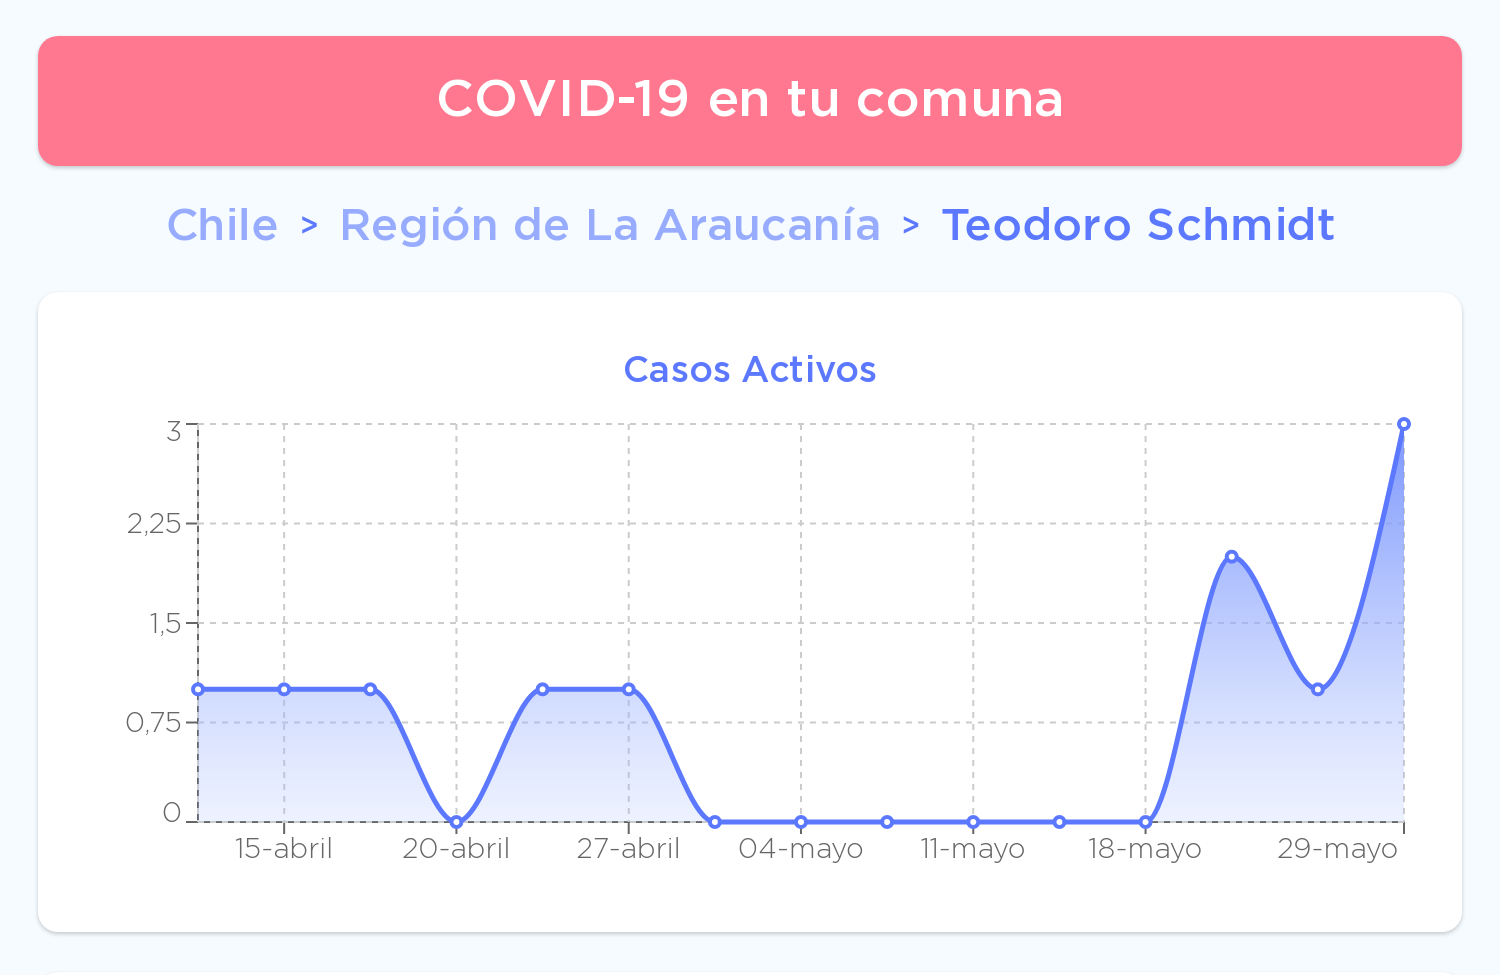 COVID-19 en tu comuna
Chile > Región de La Araucanía > Teodoro Schmidt
Casos Activos
3
2,25
1,5
0,75
0
15-abril 20-abril 27-abril 04-mayo 11-mayo 18-mayo 29-mayo